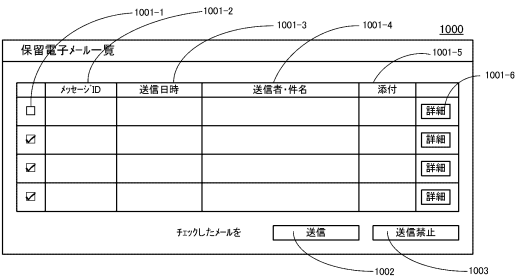 1001-1 1001-2
1001-3 1001-4
1000
保留電子メール一覧
1001-5
1001-6
メッセージID 送信日時 送信者・件名 添付
詳細
詳細
詳細
詳細
チェックしたメールを 送信 送信禁止
1002 1003